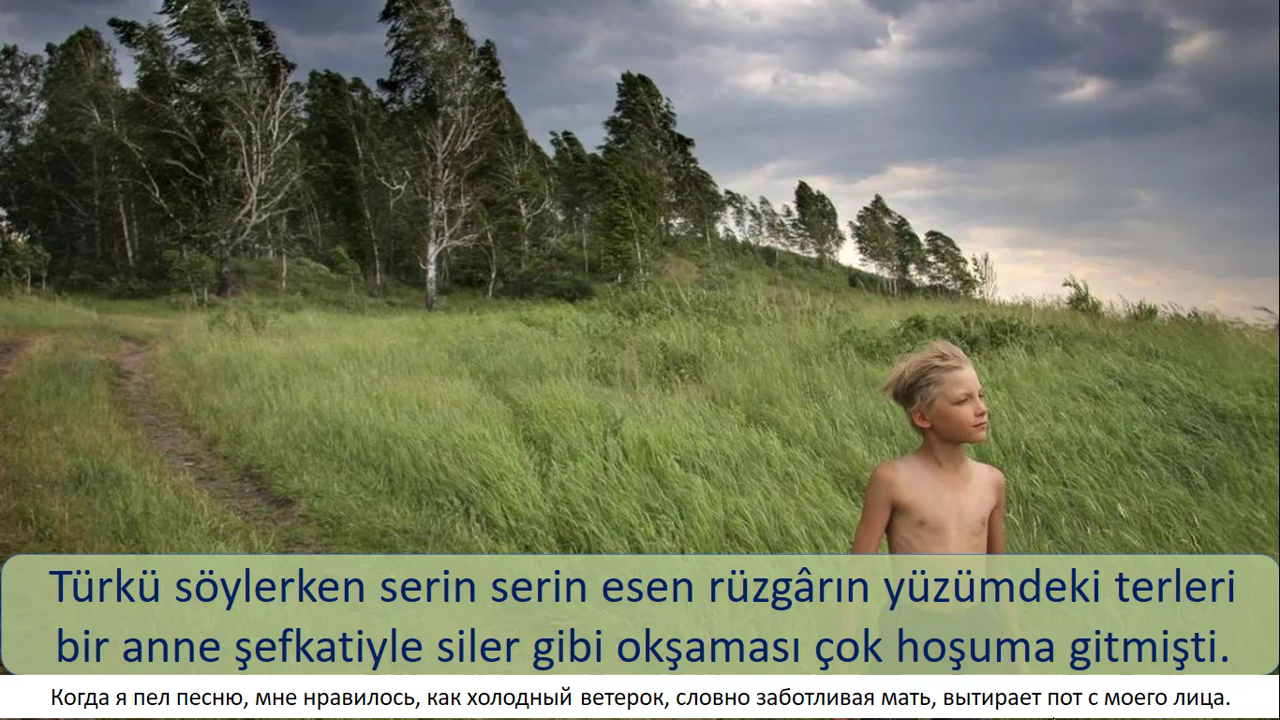 Türkü söylerken serin serin esen rüzgârın yüzümdeki terleri
bir anne şefkatiyle siler gibi okşaması çok hoşuma gitmişti.
Когда я пел песню, мне нравилось, как холодный ветерок, словно заботливая мать, вытирает пот с моего лица.